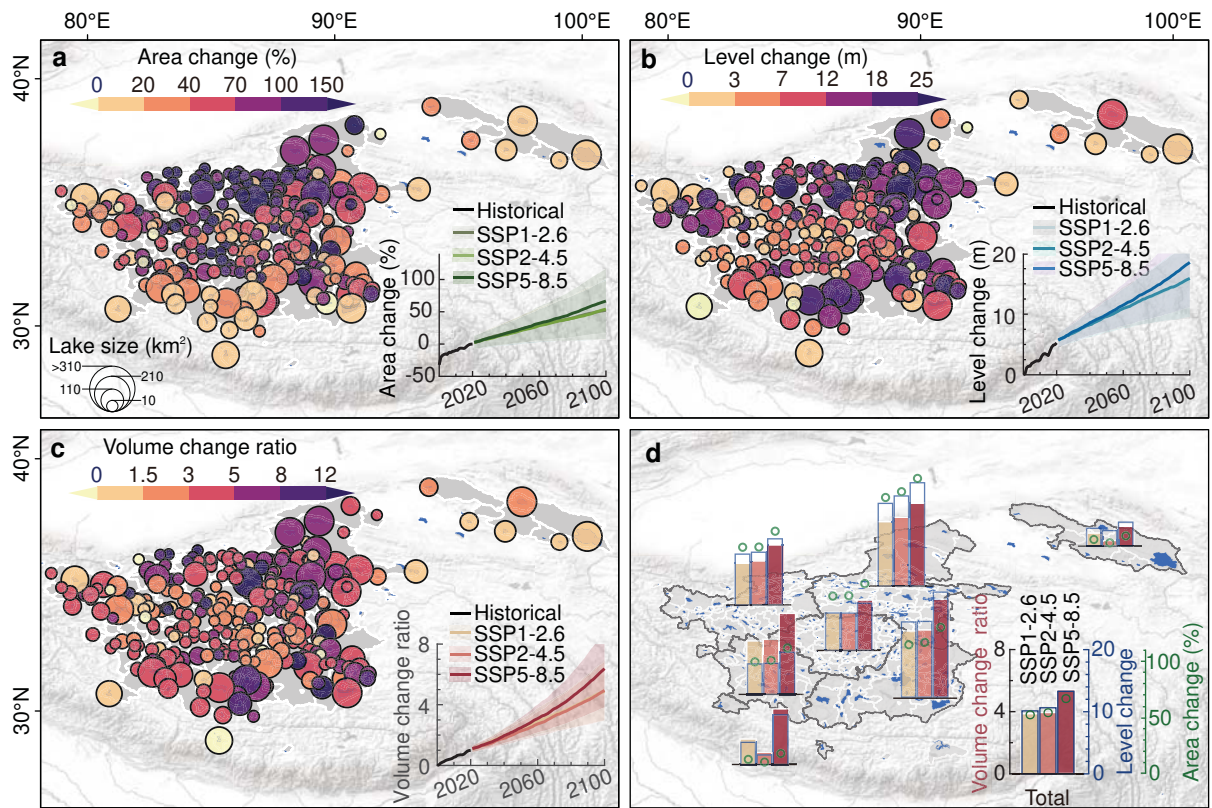 80°E 90°E 100°E 80°E 90°E 100°E
40°N
30°N
a
Area change (%)
0 20 40 70 100 150
Historical
SSP1-2.6
SSP2-4.5
SSP5-8.5
Area change (%)
100
50
0
-50
2020 2060 2100
Lake size (km²)
>310
210
110
10
b
Level change (m)
0 3 7 12 18 25
Historical
SSP1-2.6
SSP2-4.5
SSP5-8.5
Level change (m)
20
10
0
2020 2060 2100
40°N
30°N
c
Volume change ratio
0 1.5 3 5 8 12
Historical
SSP1-2.6
SSP2-4.5
SSP5-8.5
Volume change ratio
8
4
0
2020 2060 2100
d
SSP1-2.6
SSP2-4.5
SSP5-8.5
Volume change ratio
8
4
0
Level change
20
10
0
Area change (%)
100
50
0
Total